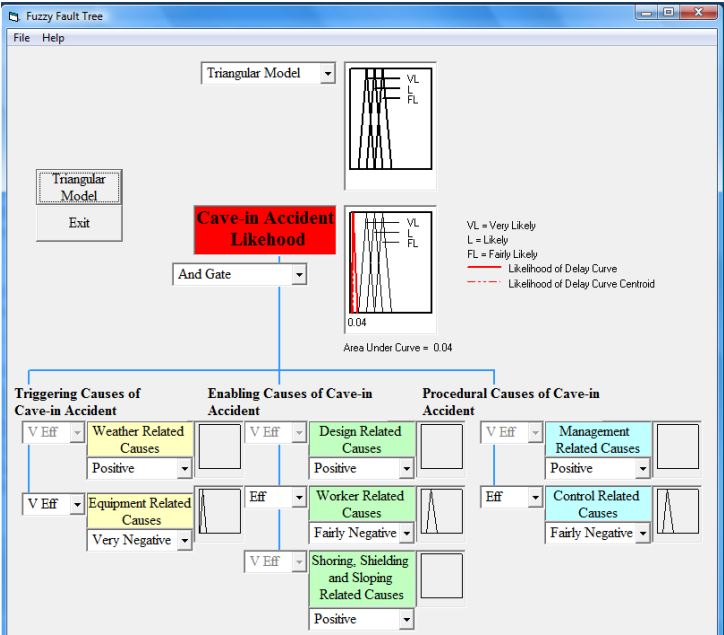 Fuzzy Fault Tree
File Help
Triangular Model
VL
L
FL
Triangular
Model
Exit
Cave-in Accident
Likehood
VL
L
FL
0.04
VL = Very Likely
L = Likely
FL = Fairly Likely
Likelihood of Delay Curve
Likelihood of Delay Curve Centroid
And Gate
Area Under Curve = 0.04
Triggering Causes of
Cave-in Accident
Enabling Causes of Cave-in
Accident
Procedural Causes of Cave-in
Accident
V Eff
Weather Related
Causes
Positive
V Eff
Design Related
Causes
Positive
V Eff
Management
Related Causes
Positive
V Eff
Equipment Related
Causes
Very Negative
Eff
Worker Related
Causes
Fairly Negative
Eff
Control Related
Causes
Fairly Negative
V Eff
Shoring, Shielding
and Sloping
Related Causes
Positive